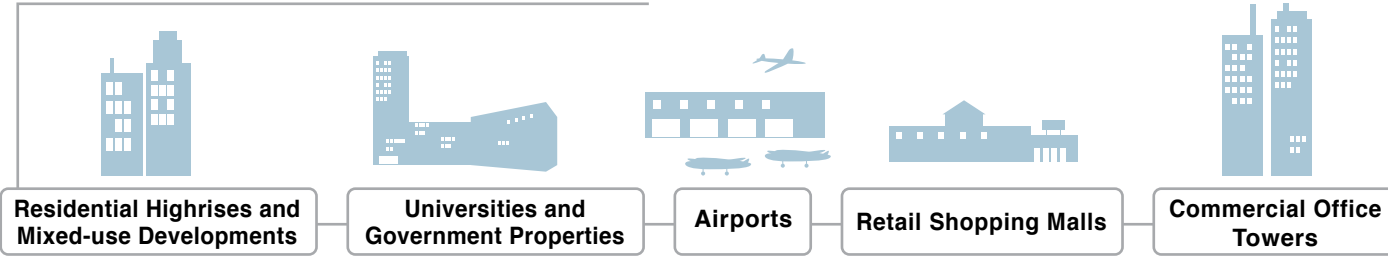 Residential Highrises and
Mixed-use Developments
Universities and
Government Properties
Airports
Retail Shopping Malls
Commercial Office
Towers